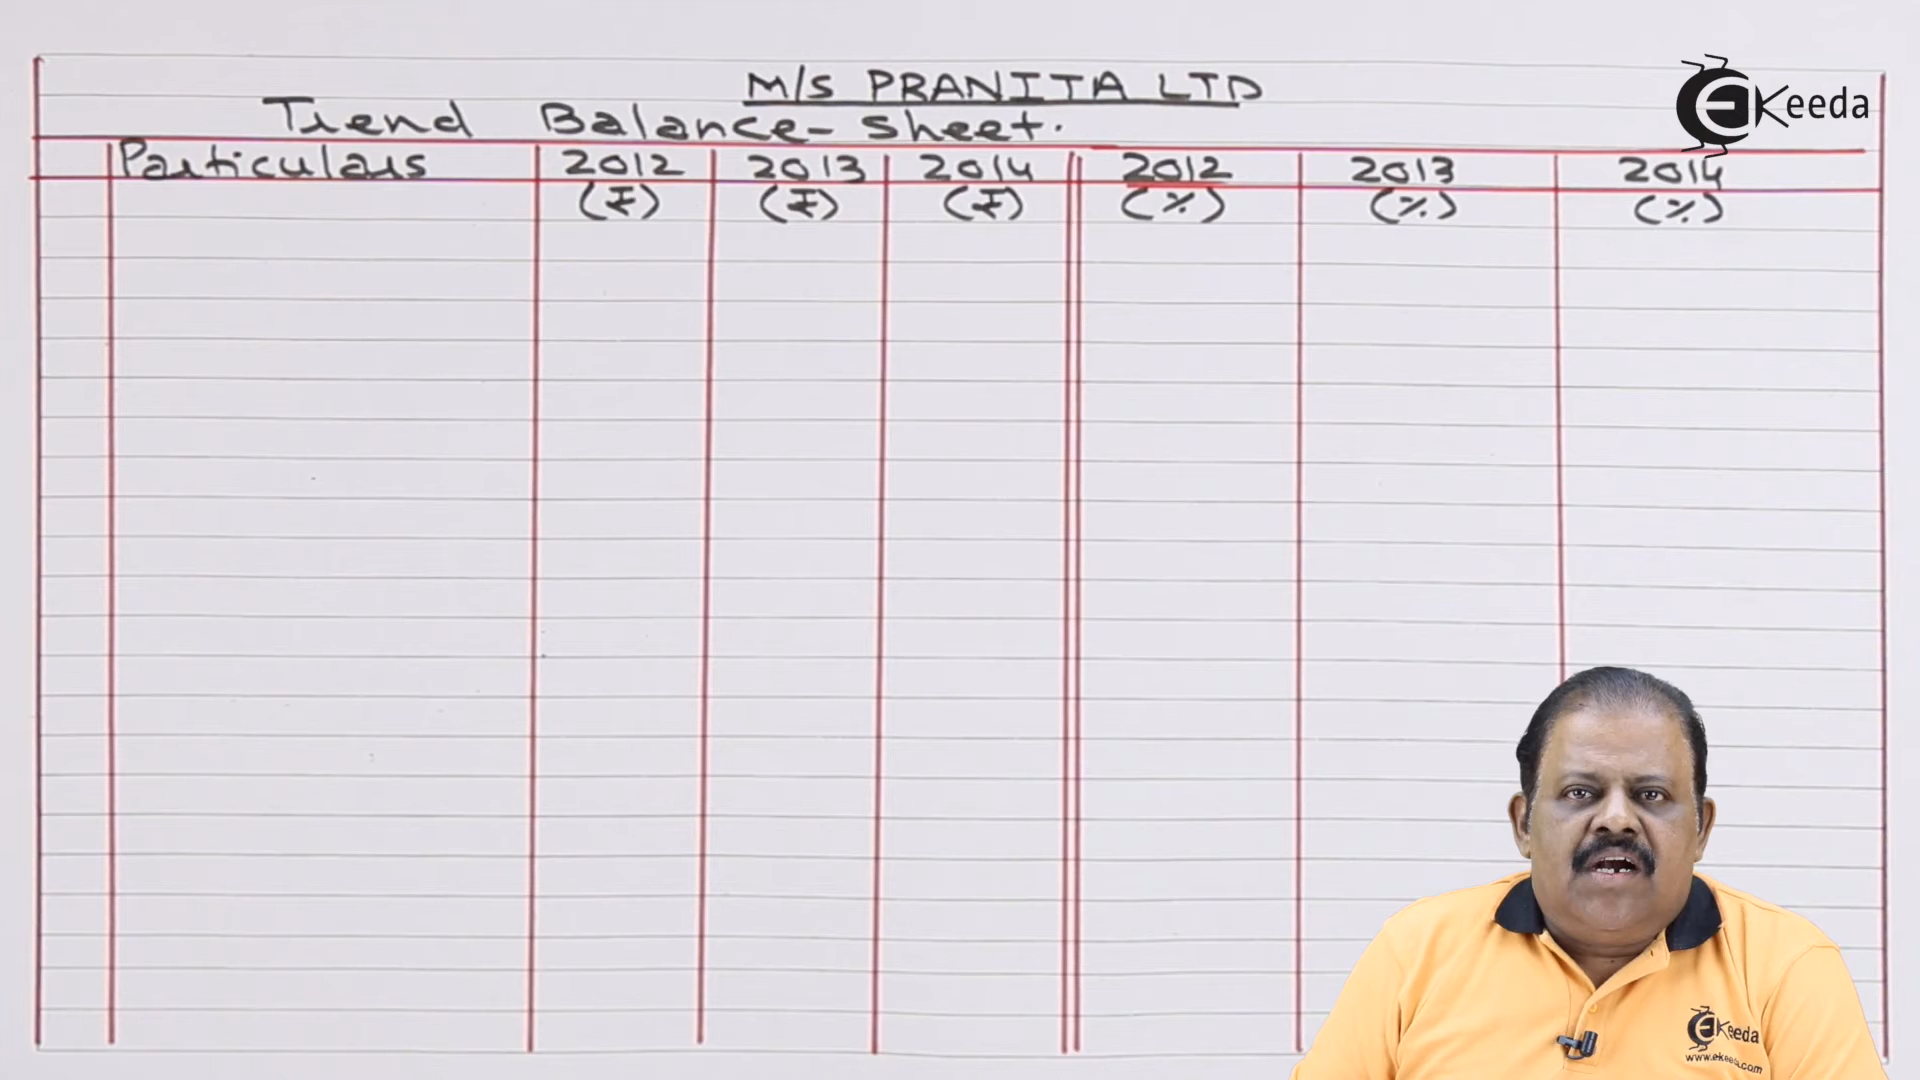 M/S PRANITA LTD
Trend Balance-Sheet.
Particulars 2012 2013 2014 2012 2013 2014
(₹) (₹) (₹) (%) (%) (%)
EKeeda
EKeeda
www.ekeeda.com